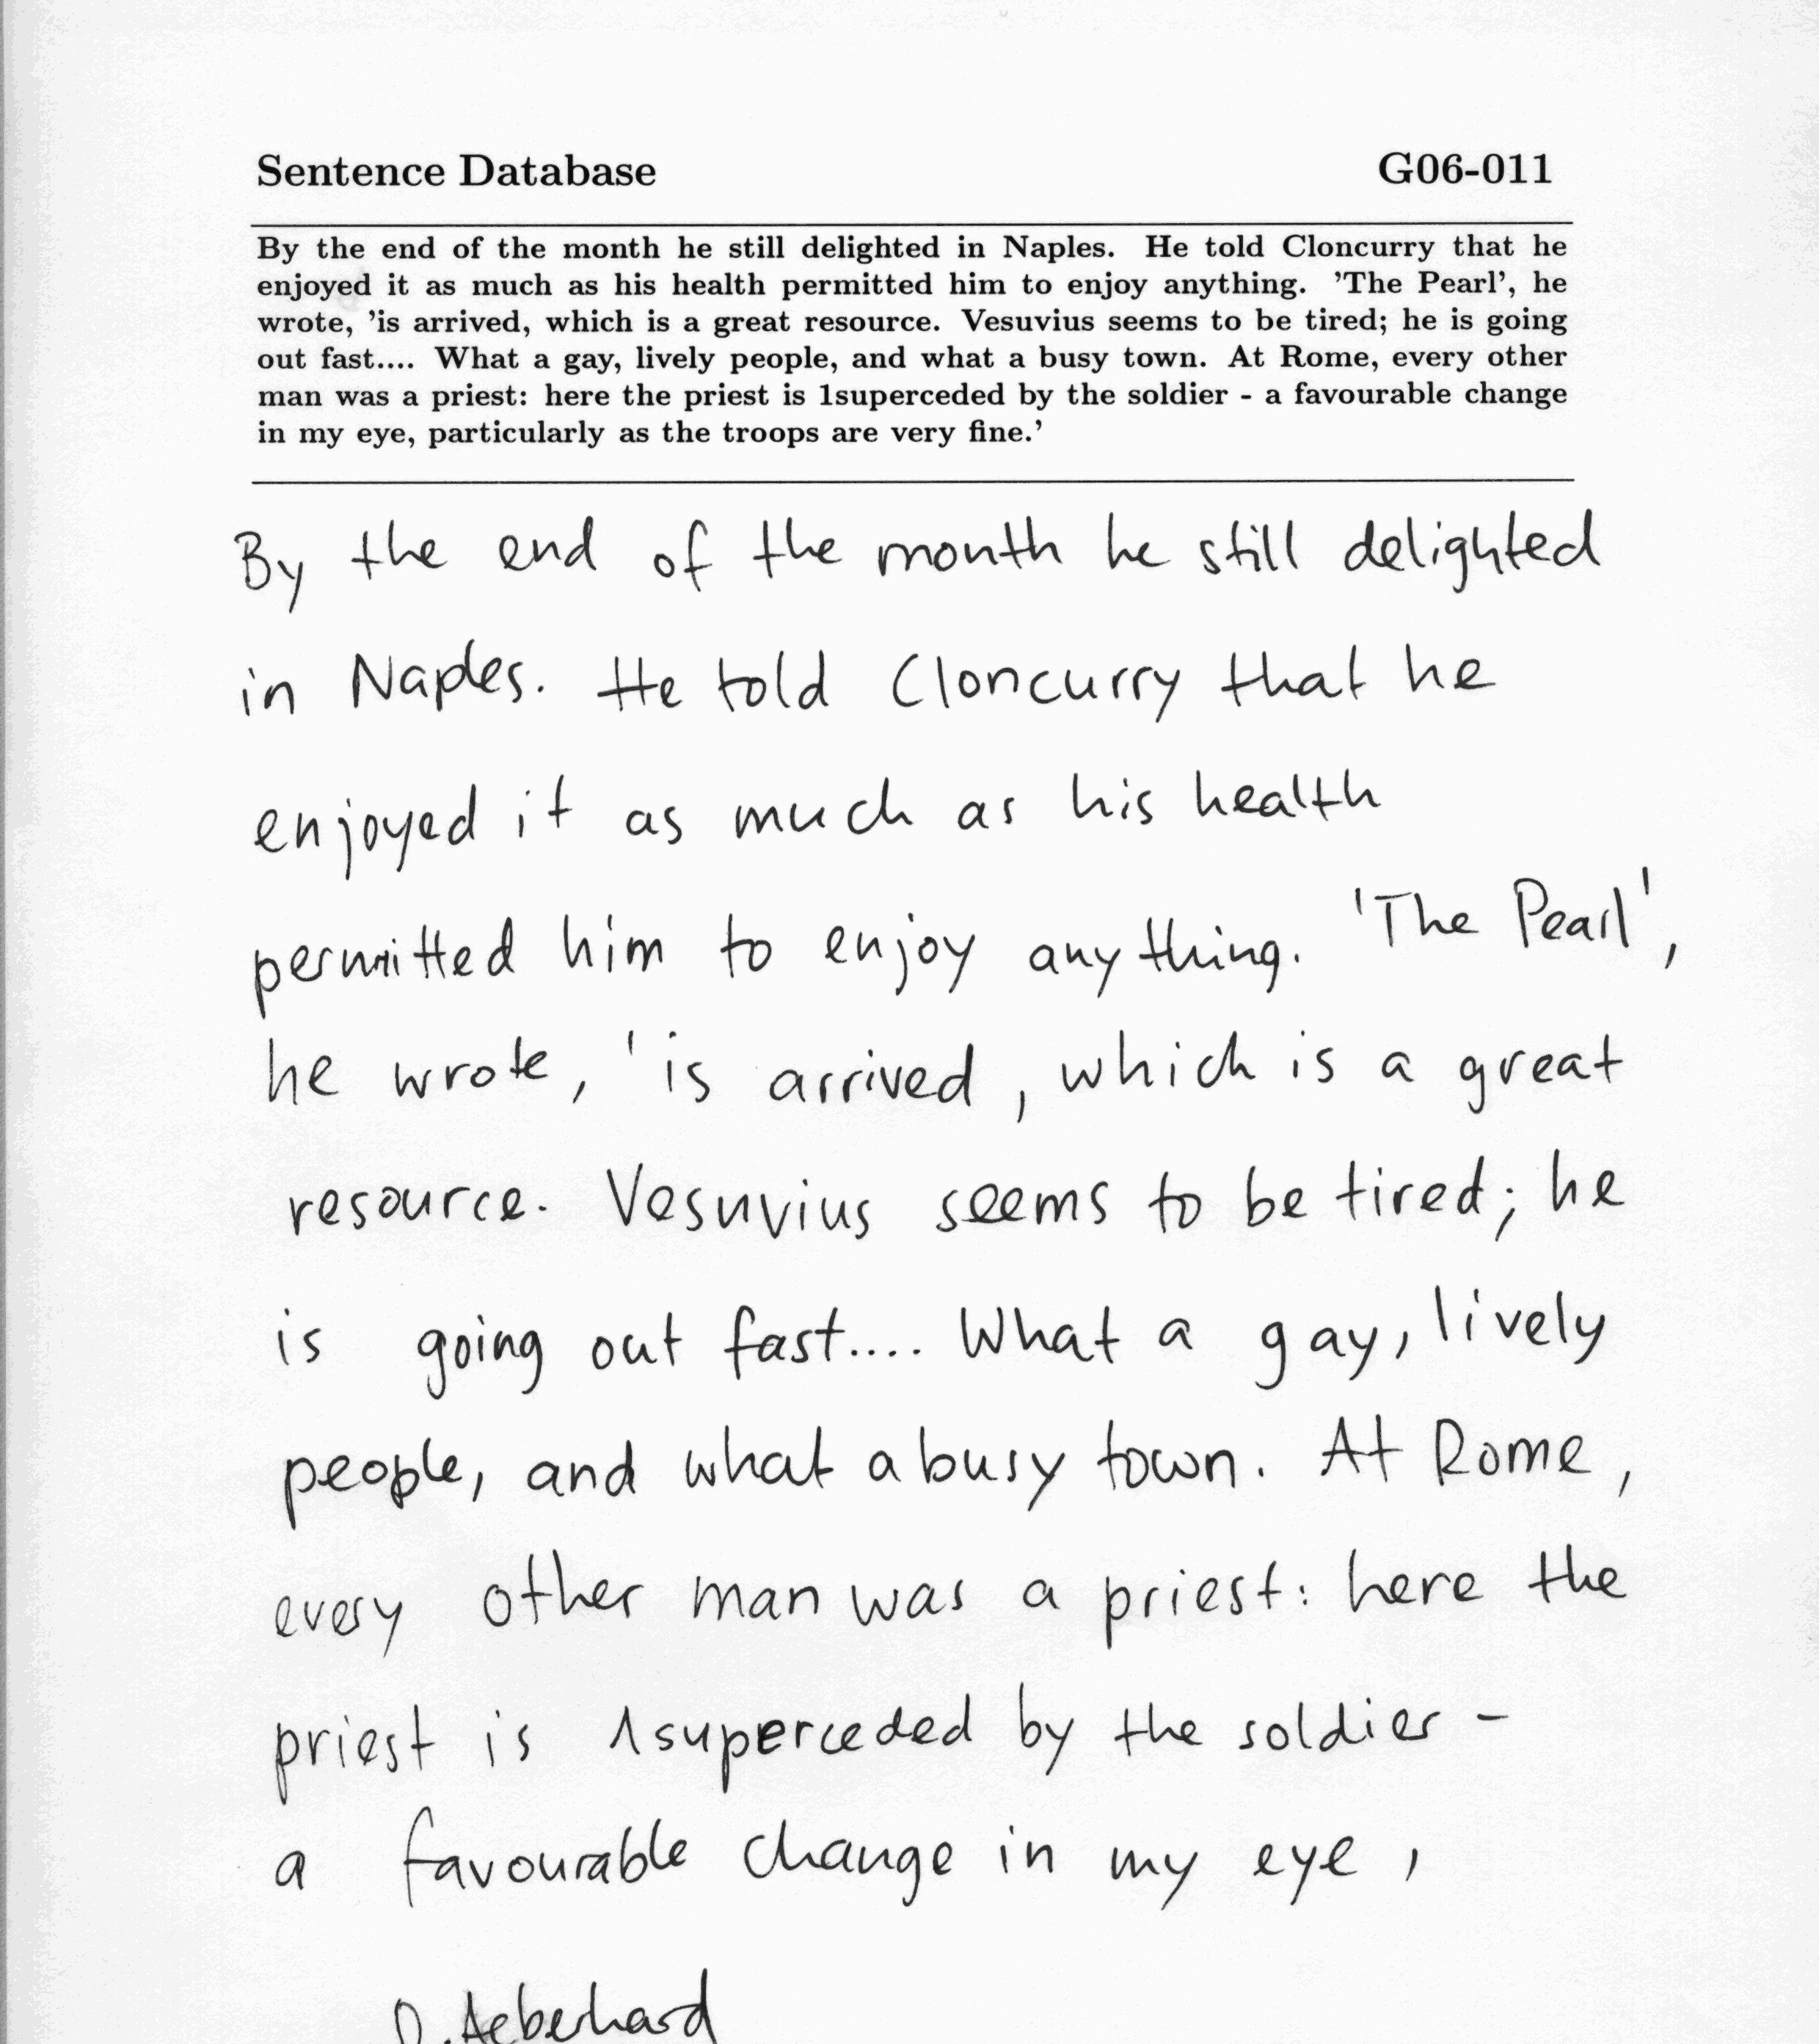 Sentence Database G06-011
By the end of the month he still delighted in Naples. He told Cloncurry that he
enjoyed it as much as his health permitted him to enjoy anything. 'The Pearl', he
wrote, 'is arrived, which is a great resource. Vesuvius seems to be tired; he is going
out fast.... What a gay, lively people, and what a busy town. At Rome, every other
man was a priest: here the priest is 1superceded by the soldier - a favourable change
in my eye, particularly as the troops are very fine.'
By the end of the month he still delighted
in Naples. He told Cloncurry that he
enjoyed it as much as his health
permitted him to enjoy anything. 'The Pearl',
he wrote, 'is arrived, which is a great
resource. Vesuvius seems to be tired; he
is going out fast.... What a gay, lively
people, and what a busy town. At Rome,
every other man was a priest: here the
priest is 1superceded by the soldier -
a favourable change in my eye,
Aeberhard